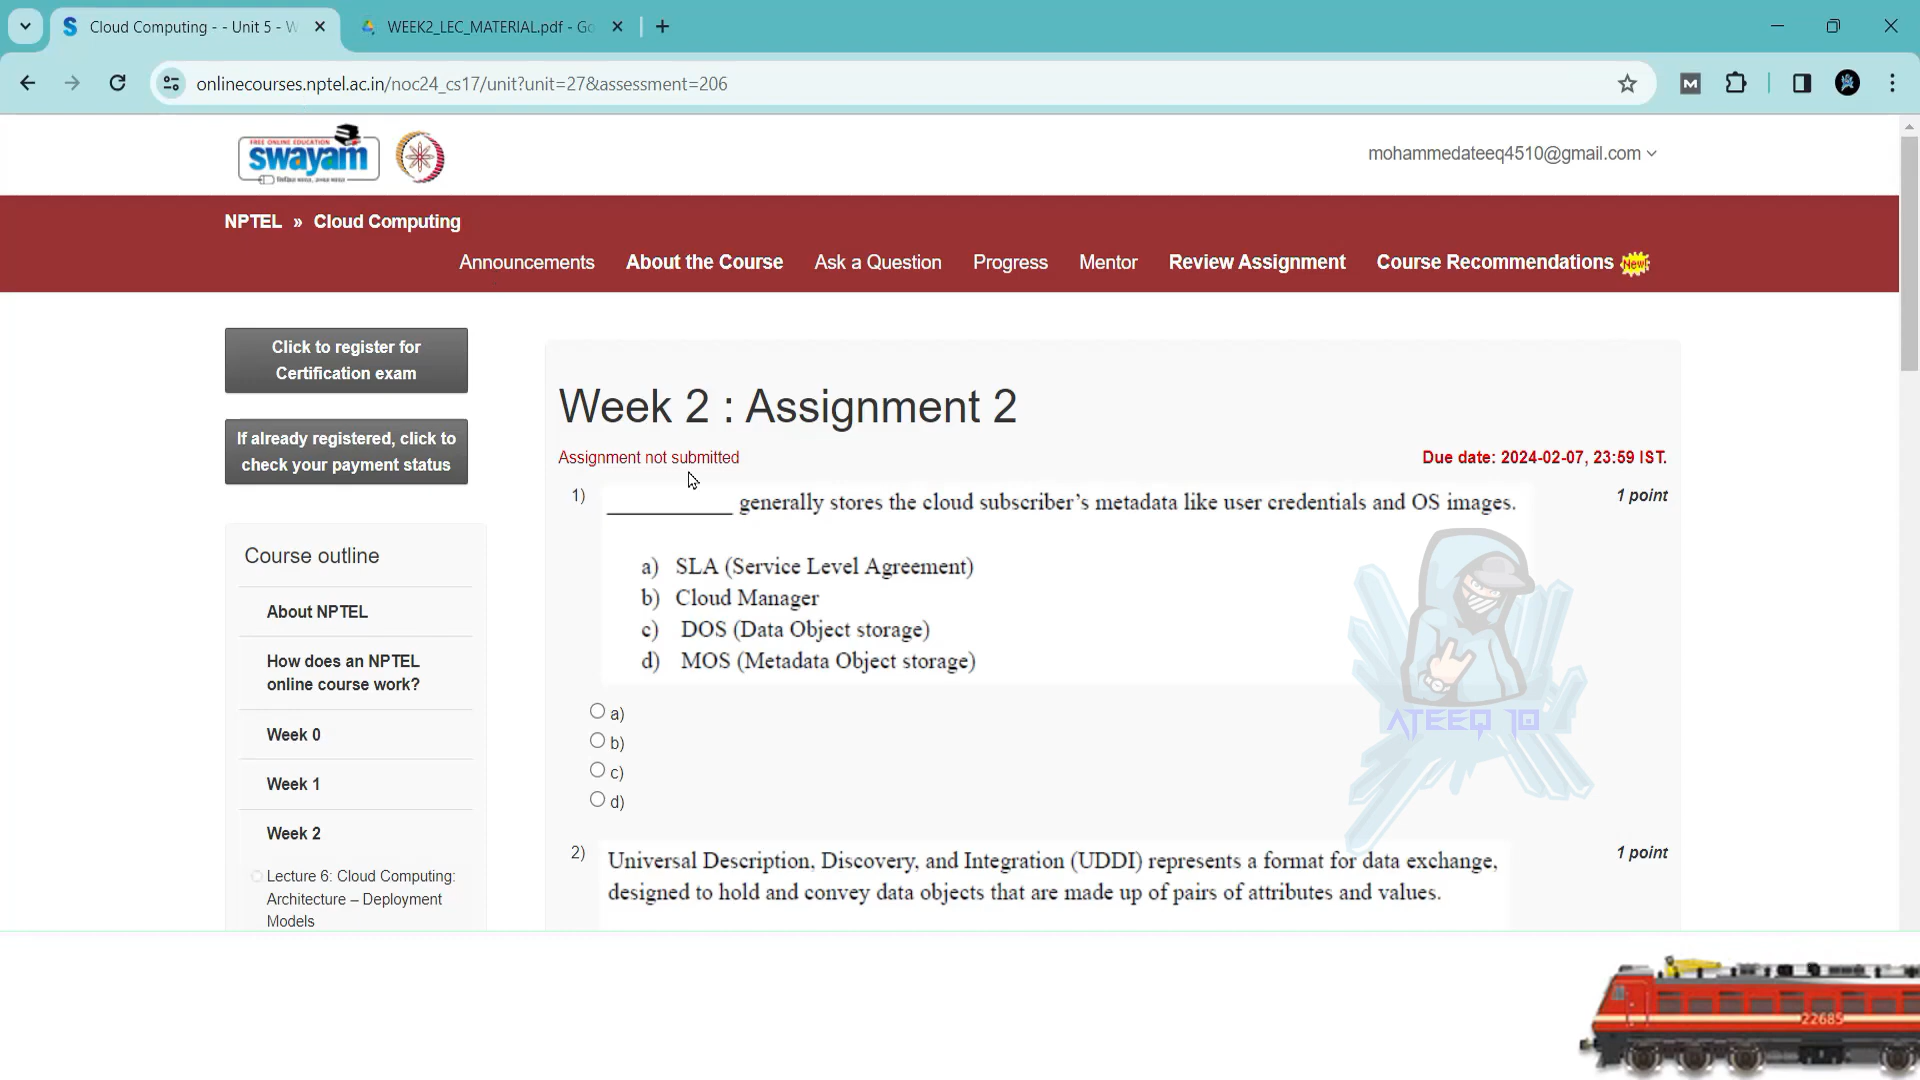 Cloud Computing - - Unit 5 - W
WEEK2_LEC_MATERIAL.pdf - Go
onlinecourses.nptel.ac.in/noc24_cs17/unit?unit=27&assessment=206
M
FREE ONLINE EDUCATION
swayam
mohammedateeq4510@gmail.com
NPTEL » Cloud Computing
Announcements About the Course Ask a Question Progress Mentor Review Assignment Course Recommendations New!
Click to register for
Certification exam
If already registered, click to
check your payment status
Course outline
About NPTEL
How does an NPTEL
online course work?
Week 0
Week 1
Week 2
Lecture 6: Cloud Computing:
Architecture – Deployment
Models
Week 2 : Assignment 2
Assignment not submitted
Due date: 2024-02-07, 23:59 IST.
1) ____________ generally stores the cloud subscriber's metadata like user credentials and OS images.
1 point
a) SLA (Service Level Agreement)
b) Cloud Manager
c) DOS (Data Object storage)
d) MOS (Metadata Object storage)
a)
b)
c)
d)
ATEEQ 10
2) Universal Description, Discovery, and Integration (UDDI) represents a format for data exchange,
designed to hold and convey data objects that are made up of pairs of attributes and values.
1 point
22685